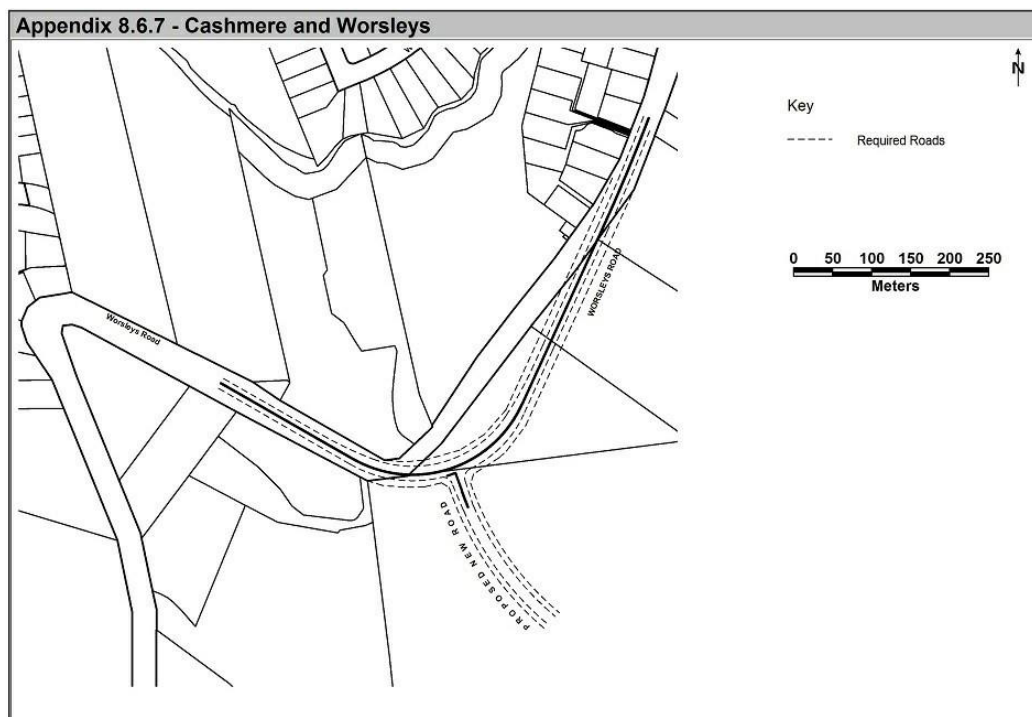 Appendix 8.6.7 - Cashmere and Worsleys
N
Key
Required Roads
0 50 100 150 200 250
Meters
Worsleys Road
WORSLEYS ROAD
PROPOSED NEW ROAD